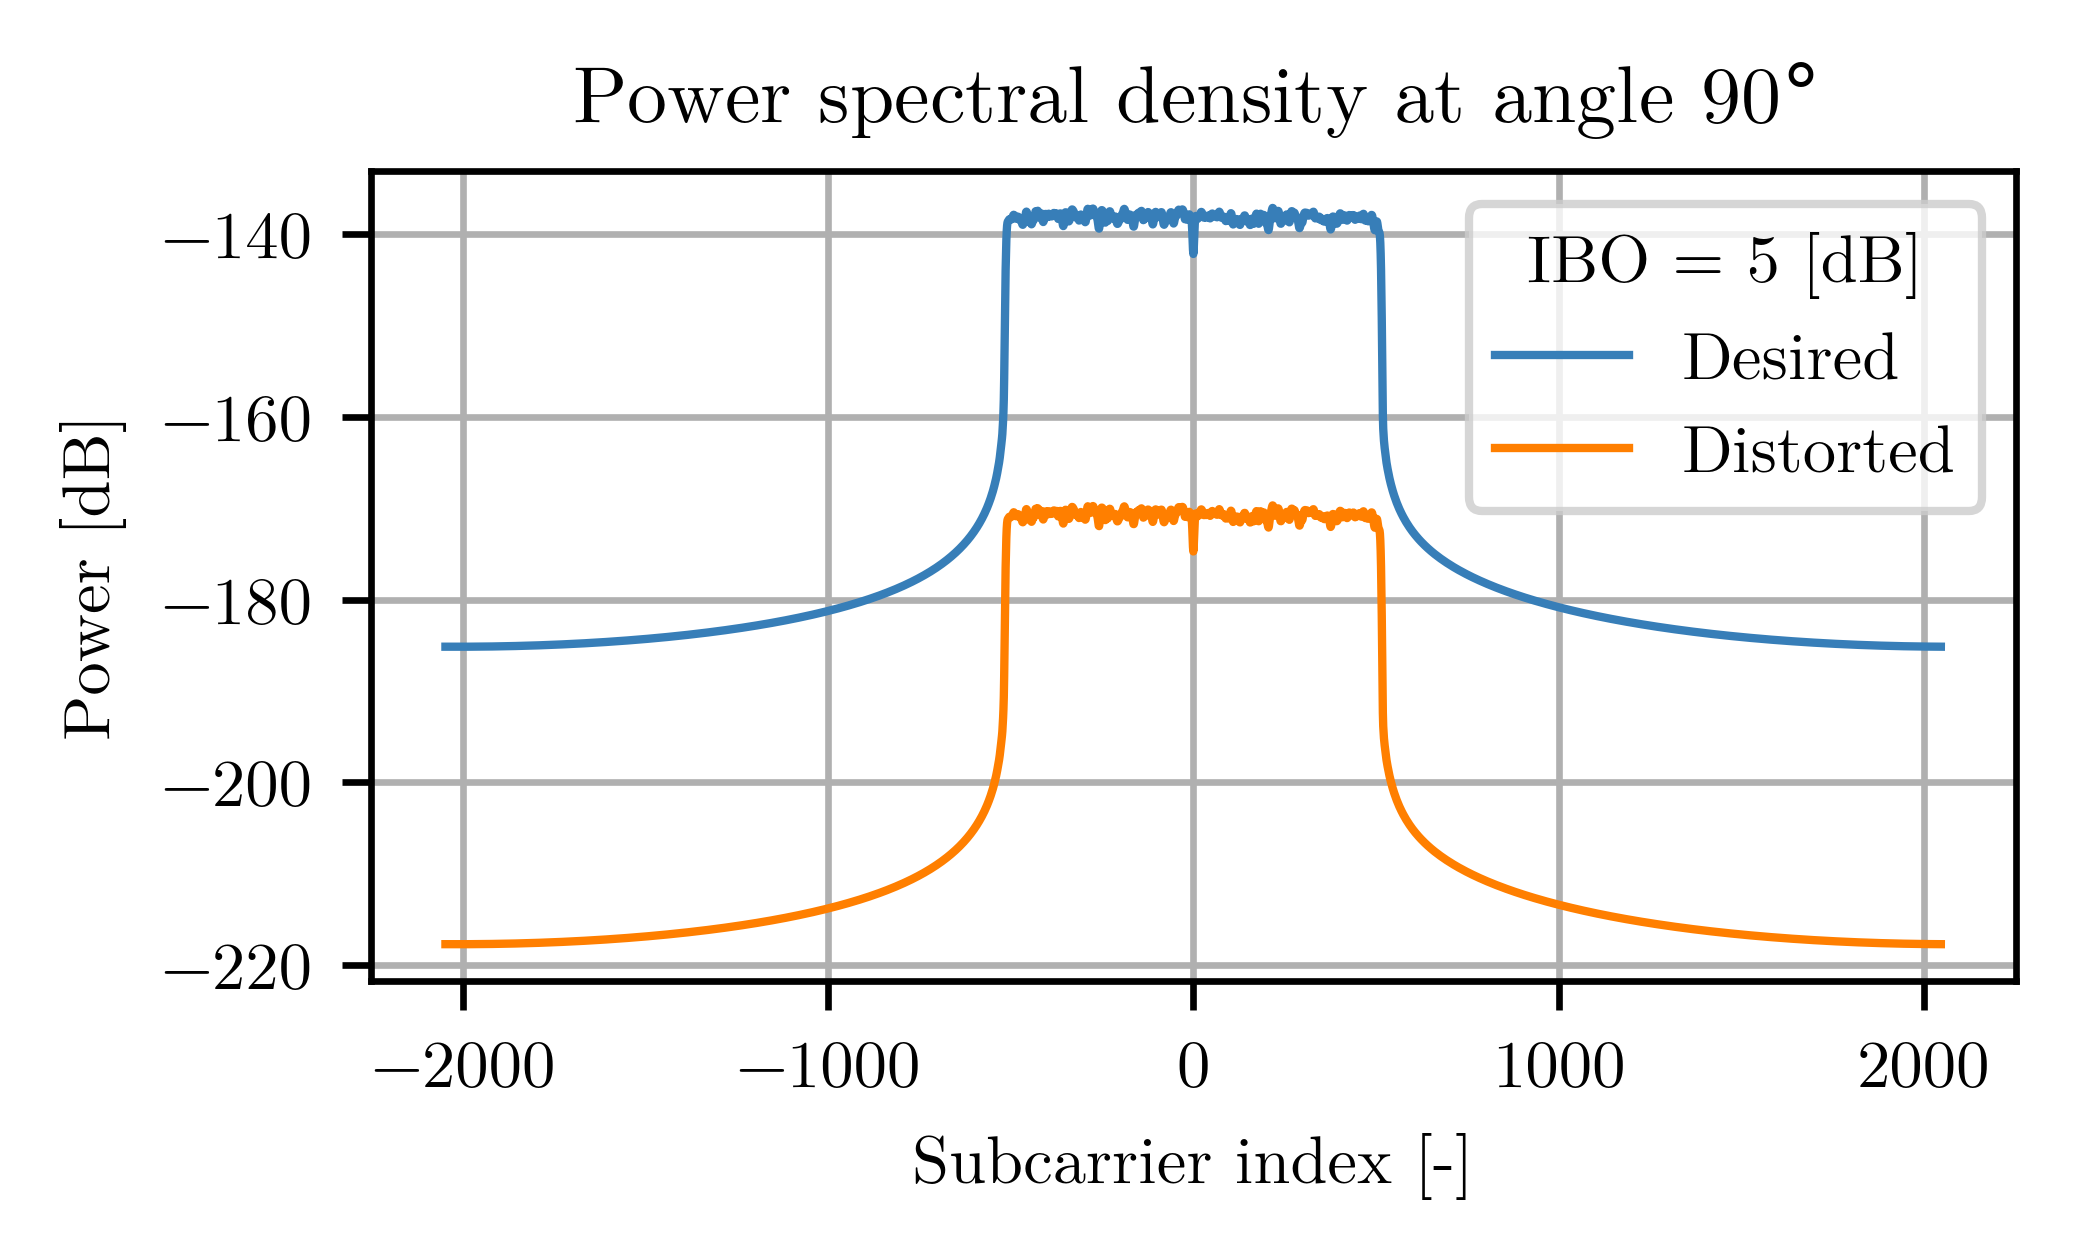 Power spectral density at angle 90°
Power [dB]
−140
−160
−180
−200
−220
IBO = 5 [dB]
Desired
Distorted
−2000
−1000
0
1000
2000
Subcarrier index [-]